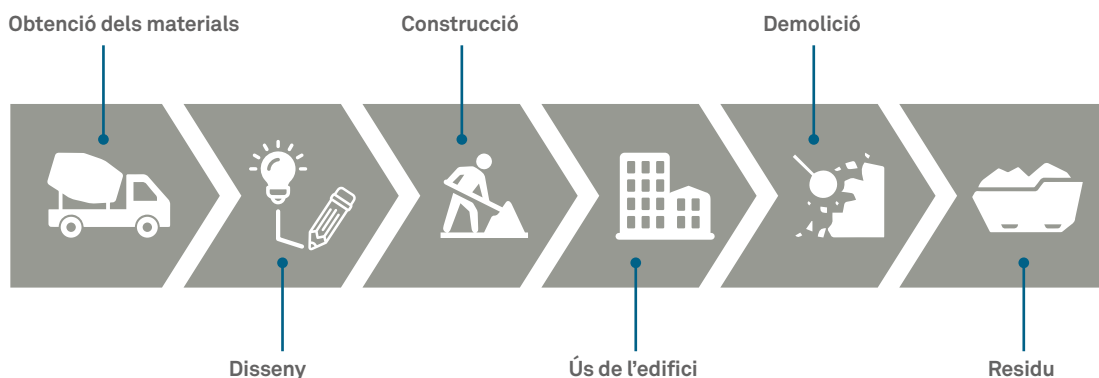 Obtenció dels materials
Construcció
Demolició
Disseny
Ús de l’edifici
Residu